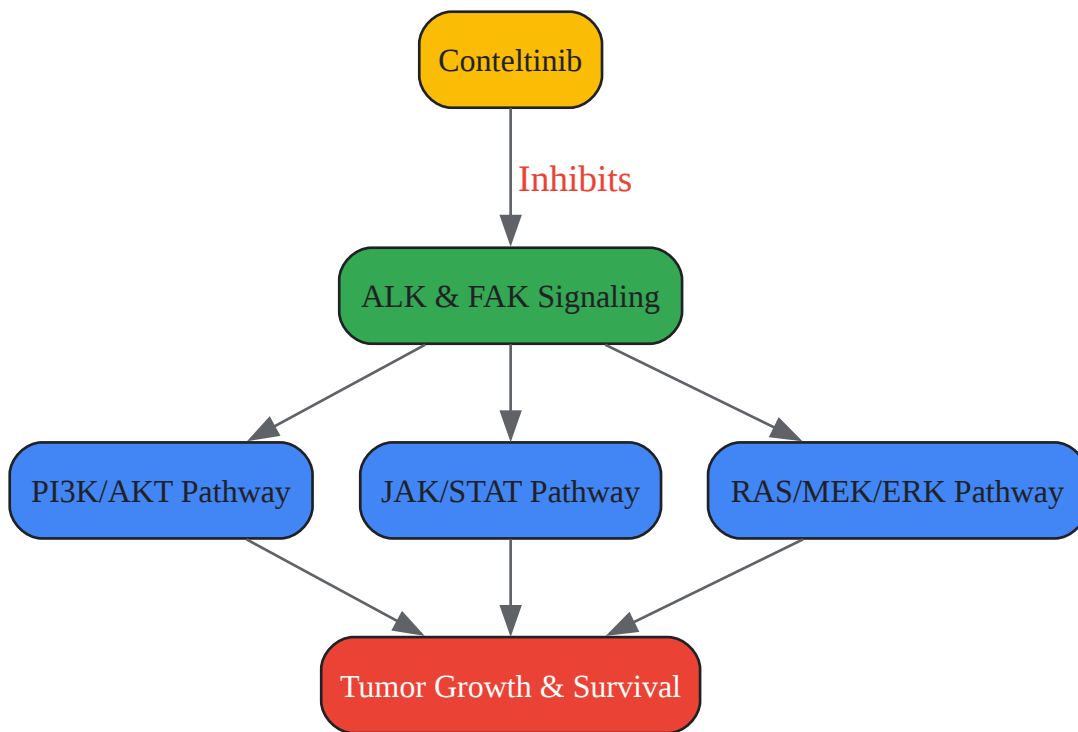 Conteltinib
Inhibits
ALK & FAK Signaling
PI3K/AKT Pathway
JAK/STAT Pathway
RAS/MEK/ERK Pathway
Tumor Growth & Survival